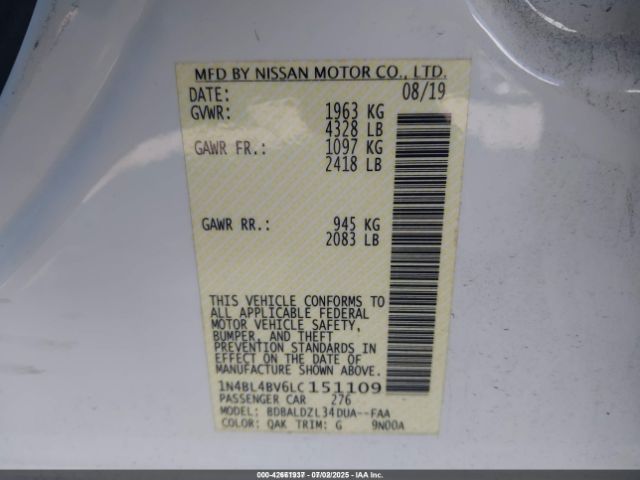 MFD BY NISSAN MOTOR CO., LTD.
DATE: 08/19
GVWR: 1963 KG
4328 LB
GAWR FR.: 1097 KG
2418 LB
GAWR RR.: 945 KG
2083 LB
THIS VEHICLE CONFORMS TO
ALL APPLICABLE FEDERAL
MOTOR VEHICLE SAFETY,
BUMPER, AND THEFT
PREVENTION STANDARDS
IN EFFECT ON THE DATE OF
MANUFACTURE SHOWN ABOVE.
1N4BL4BV6LC151109
PASSENGER CAR 276
MODEL: BDBALDZL34DUA--FAA
COLOR: QAK TRIM: G 9N00A
000-42661937 - 07/02/2025 - IAAI.com